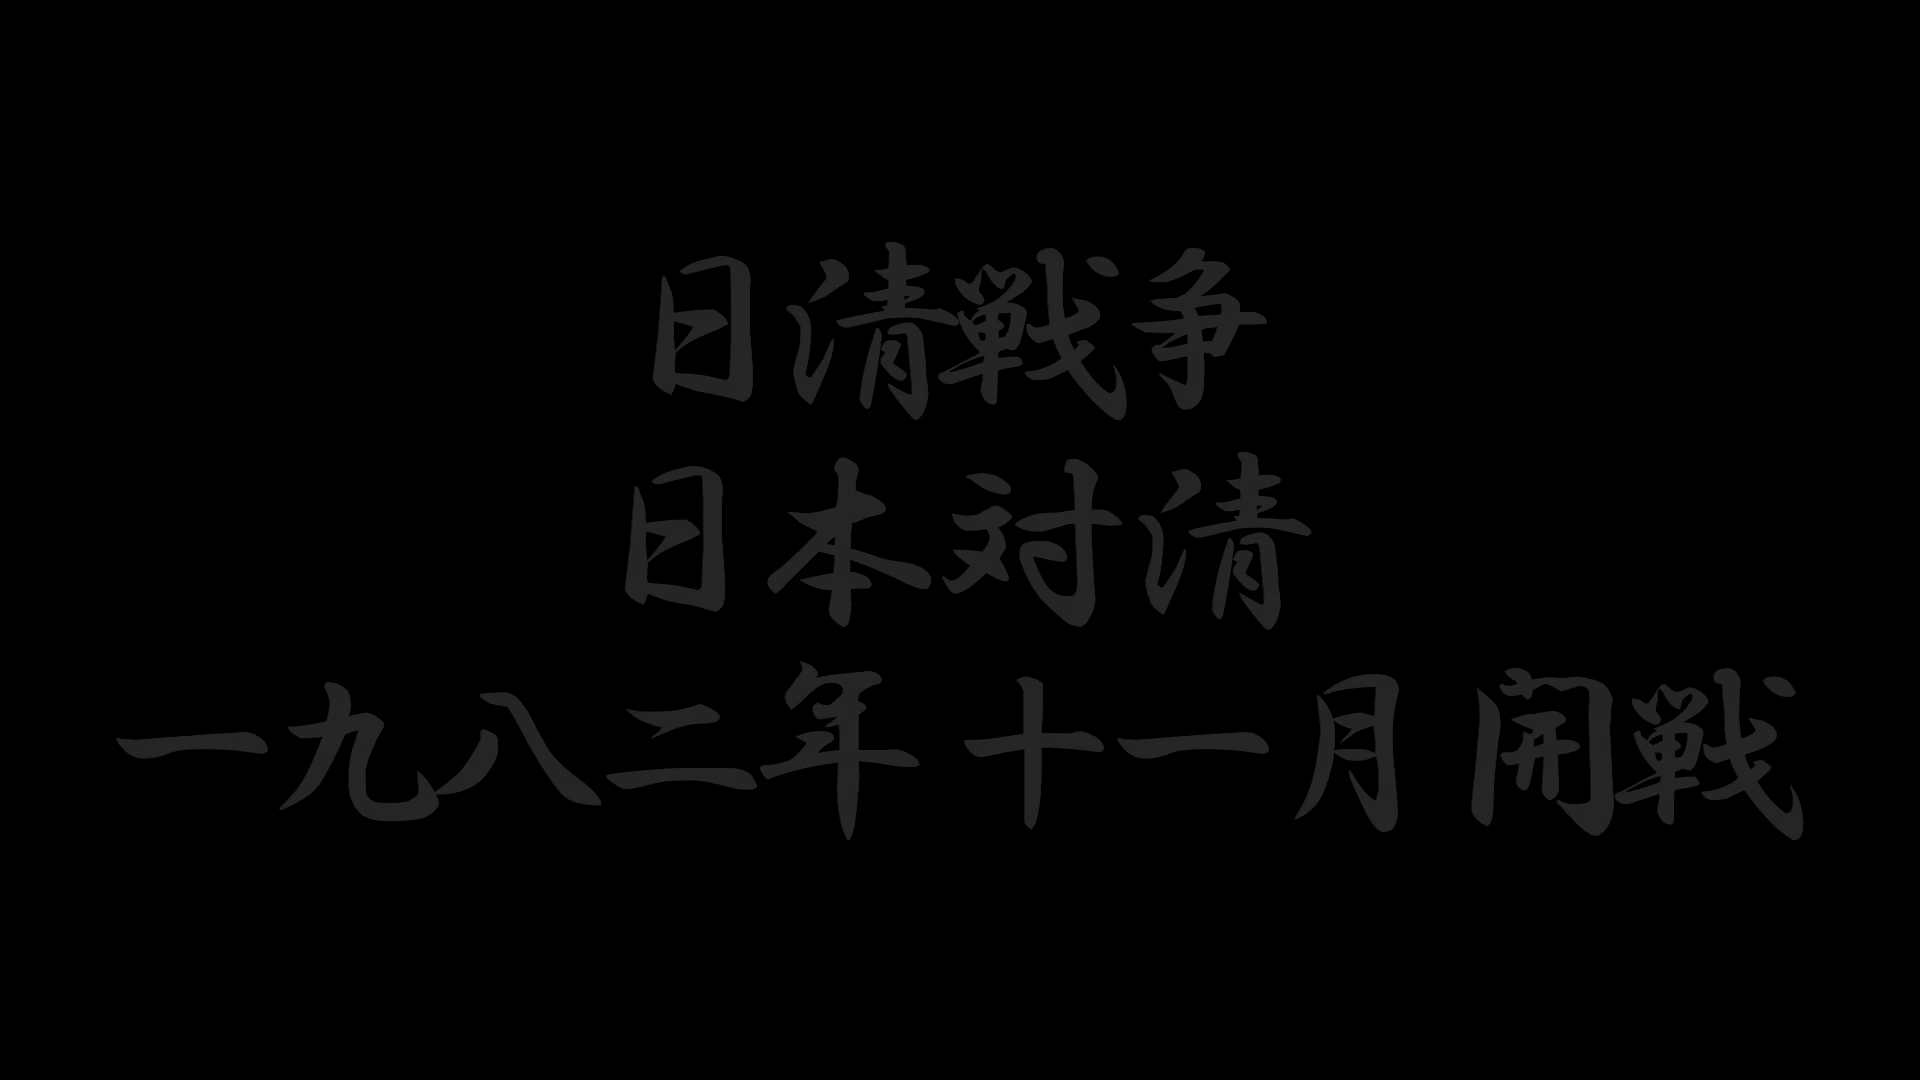 日清戦争
日本対清
一九八二年 十一月 開戦